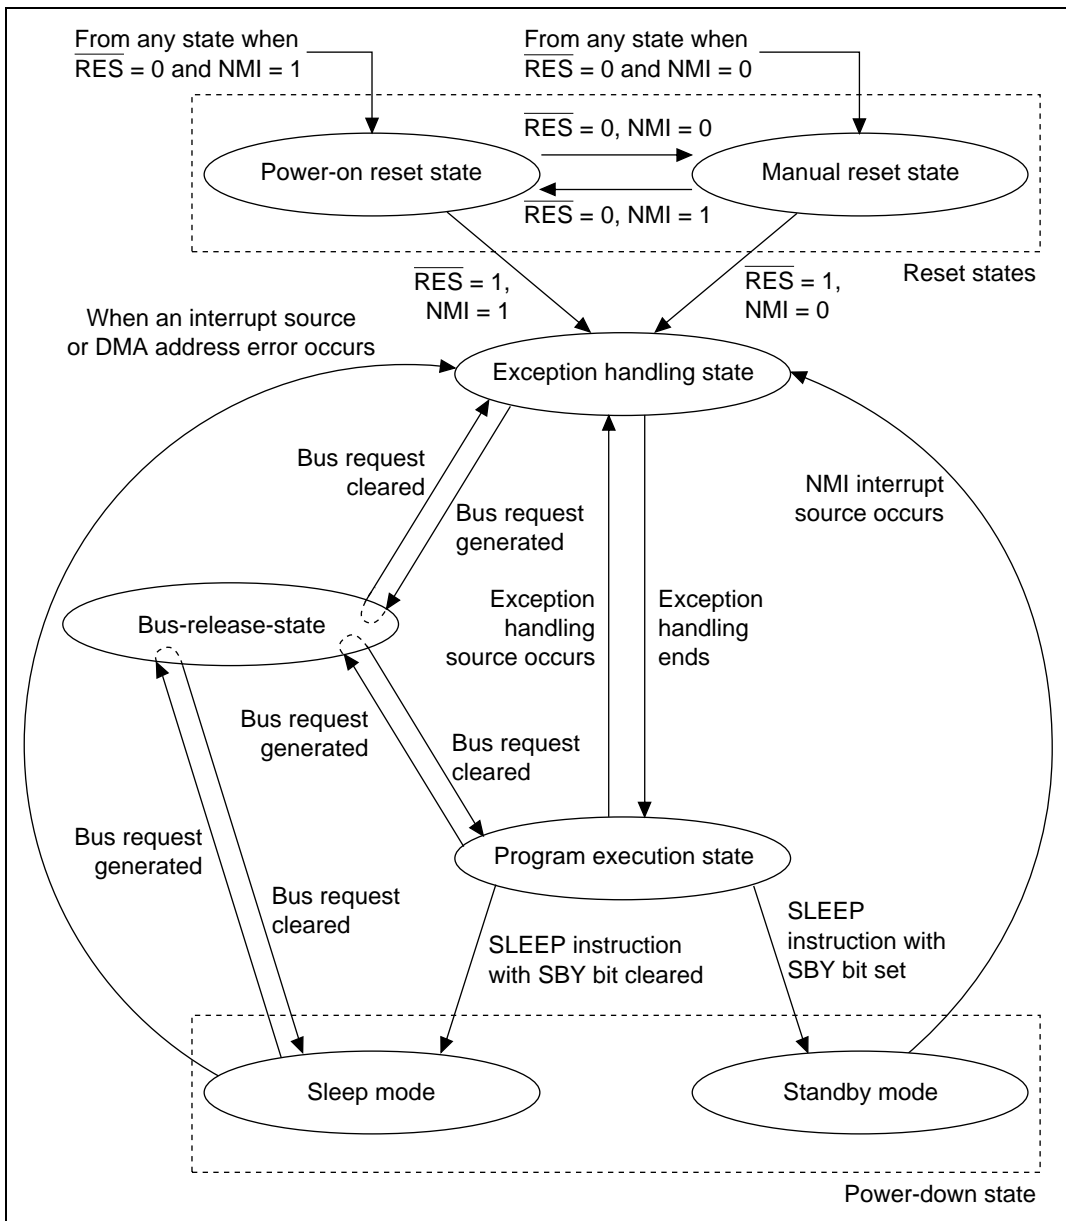 From any state when
RES = 0 and NMI = 1
From any state when
RES = 0 and NMI = 0
RES = 0, NMI = 0
Power-on reset state
Manual reset state
RES = 0, NMI = 1
Reset states
RES = 1,
NMI = 1
RES = 1,
NMI = 0
When an interrupt source
or DMA address error occurs
Exception handling state
Bus request
cleared
Bus request
generated
NMI interrupt
source occurs
Exception
handling
source occurs
Exception
handling
ends
Bus-release-state
Bus request
generated
Bus request
cleared
Bus request
generated
Bus request
cleared
Program execution state
SLEEP instruction
with SBY bit cleared
SLEEP
instruction with
SBY bit set
Sleep mode
Standby mode
Power-down state